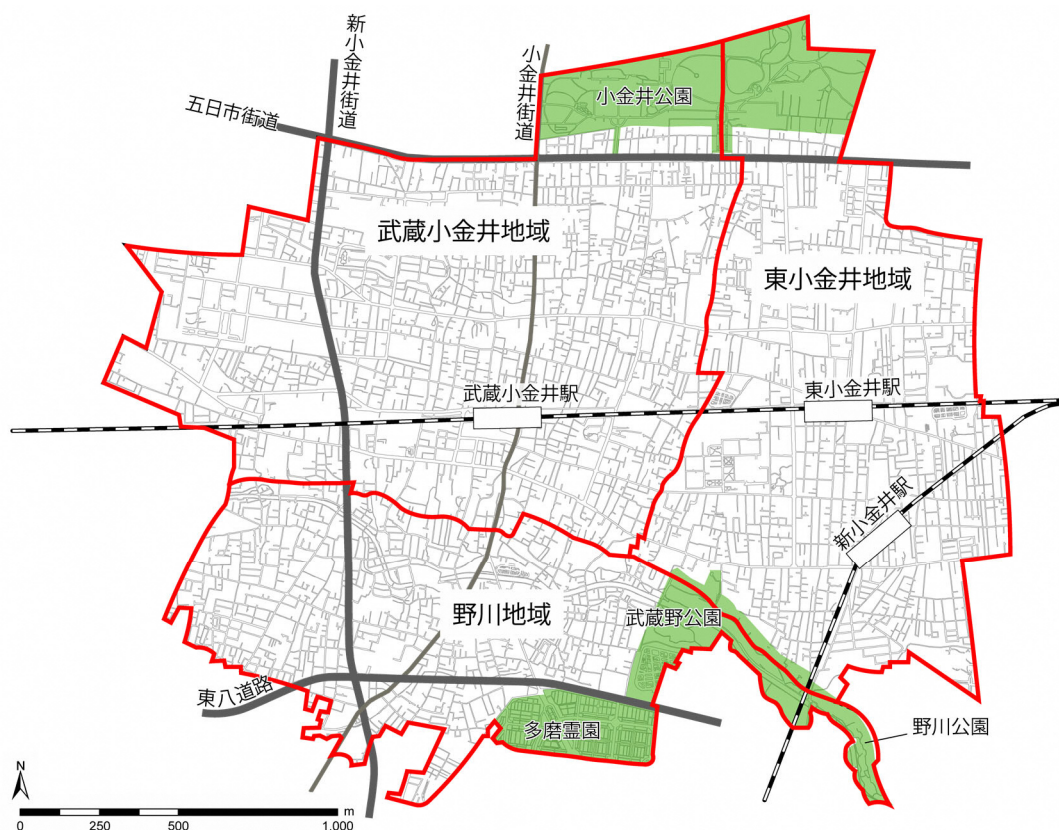 新小金井街道
小金井街道
五日市街道
小金井公園
武蔵小金井地域
東小金井地域
武蔵小金井駅
東小金井駅
新小金井駅
野川地域
武蔵野公園
東八道路
多磨霊園
野川公園
N
m
0 250 500 1,000